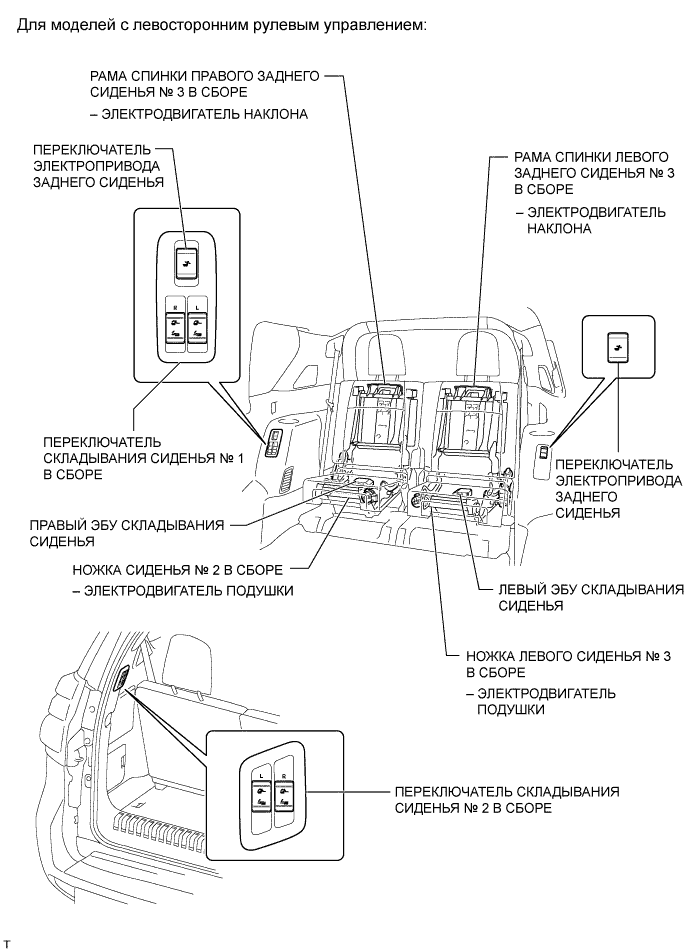 Для моделей с левосторонним рулевым управлением:
РАМА СПИНКИ ПРАВОГО ЗАДНЕГО
СИДЕНЬЯ № 3 В СБОРЕ
– ЭЛЕКТРОДВИГАТЕЛЬ НАКЛОНА
ПЕРЕКЛЮЧАТЕЛЬ
ЭЛЕКТРОПРИВОДА
ЗАДНЕГО СИДЕНЬЯ
РАМА СПИНКИ ЛЕВОГО
ЗАДНЕГО СИДЕНЬЯ № 3
В СБОРЕ
– ЭЛЕКТРОДВИГАТЕЛЬ
НАКЛОНА
R L
ПЕРЕКЛЮЧАТЕЛЬ
СКЛАДЫВАНИЯ СИДЕНЬЯ № 1
В СБОРЕ
ПЕРЕКЛЮЧАТЕЛЬ
ЭЛЕКТРОПРИВОДА
ЗАДНЕГО
СИДЕНЬЯ
ПРАВЫЙ ЭБУ СКЛАДЫВАНИЯ
СИДЕНЬЯ
НОЖКА СИДЕНЬЯ № 2 В СБОРЕ
– ЭЛЕКТРОДВИГАТЕЛЬ ПОДУШКИ
ЛЕВЫЙ ЭБУ СКЛАДЫВАНИЯ
СИДЕНЬЯ
НОЖКА ЛЕВОГО СИДЕНЬЯ № 3
В СБОРЕ
– ЭЛЕКТРОДВИГАТЕЛЬ
ПОДУШКИ
L R
ПЕРЕКЛЮЧАТЕЛЬ СКЛАДЫВАНИЯ
СИДЕНЬЯ № 2 В СБОРЕ
T